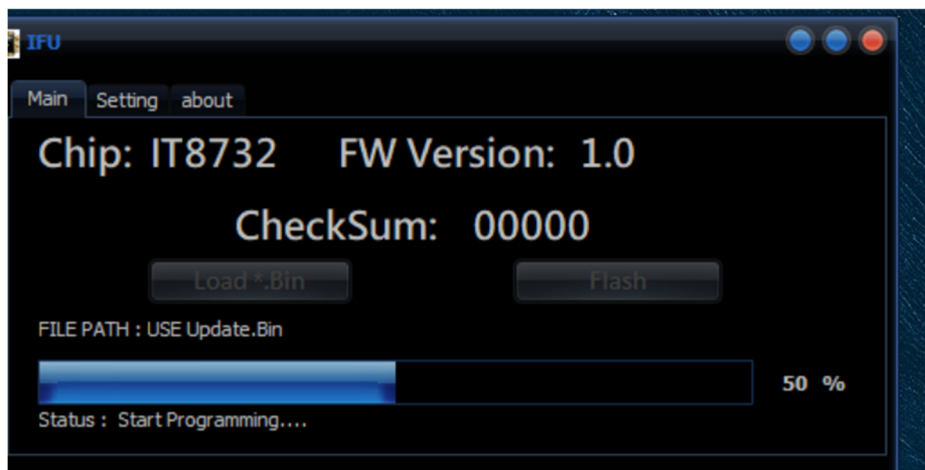 IFU
Main Setting about
Chip: IT8732 FW Version: 1.0
CheckSum: 00000
Load *.Bin Flash
FILE PATH : USE Update.Bin
50 %
Status : Start Programming....